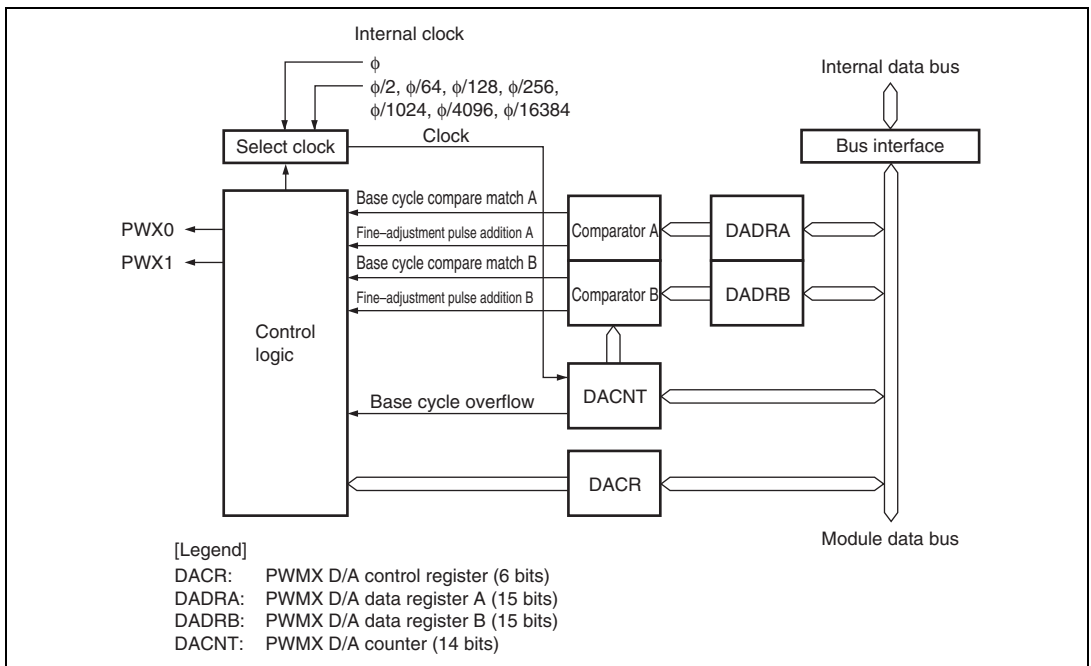 Internal clock
ϕ
ϕ/2, ϕ/64, ϕ/128, ϕ/256,
ϕ/1024, ϕ/4096, ϕ/16384
Internal data bus
Select clock
Clock
Bus interface
Base cycle compare match A
Fine–adjustment pulse addition A
Base cycle compare match B
Fine–adjustment pulse addition B
Comparator A
DADRA
Comparator B
DADRB
PWX0
PWX1
Control
logic
Base cycle overflow
DACNT
DACR
Module data bus
[Legend]
DACR: PWMX D/A control register (6 bits)
DADRA: PWMX D/A data register A (15 bits)
DADRB: PWMX D/A data register B (15 bits)
DACNT: PWMX D/A counter (14 bits)